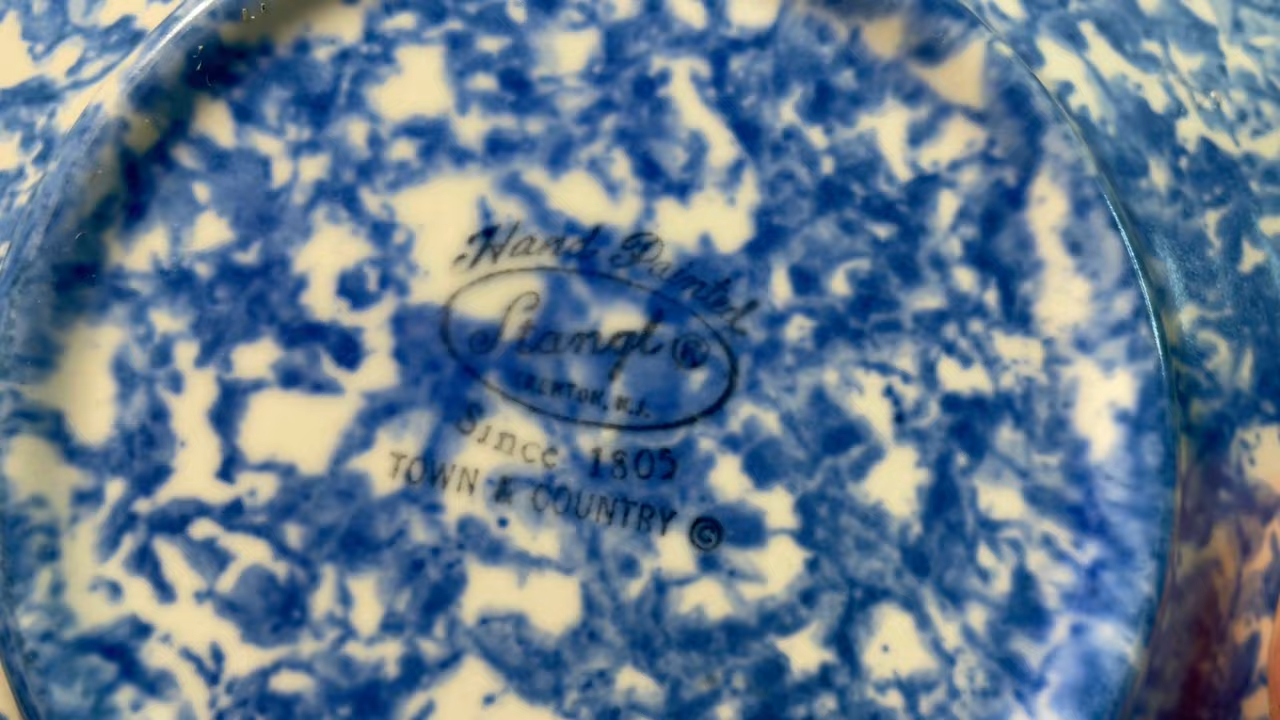 Hand Painted
Stangl ®
TRENTON, N.J.
Since 1805
TOWN & COUNTRY ©